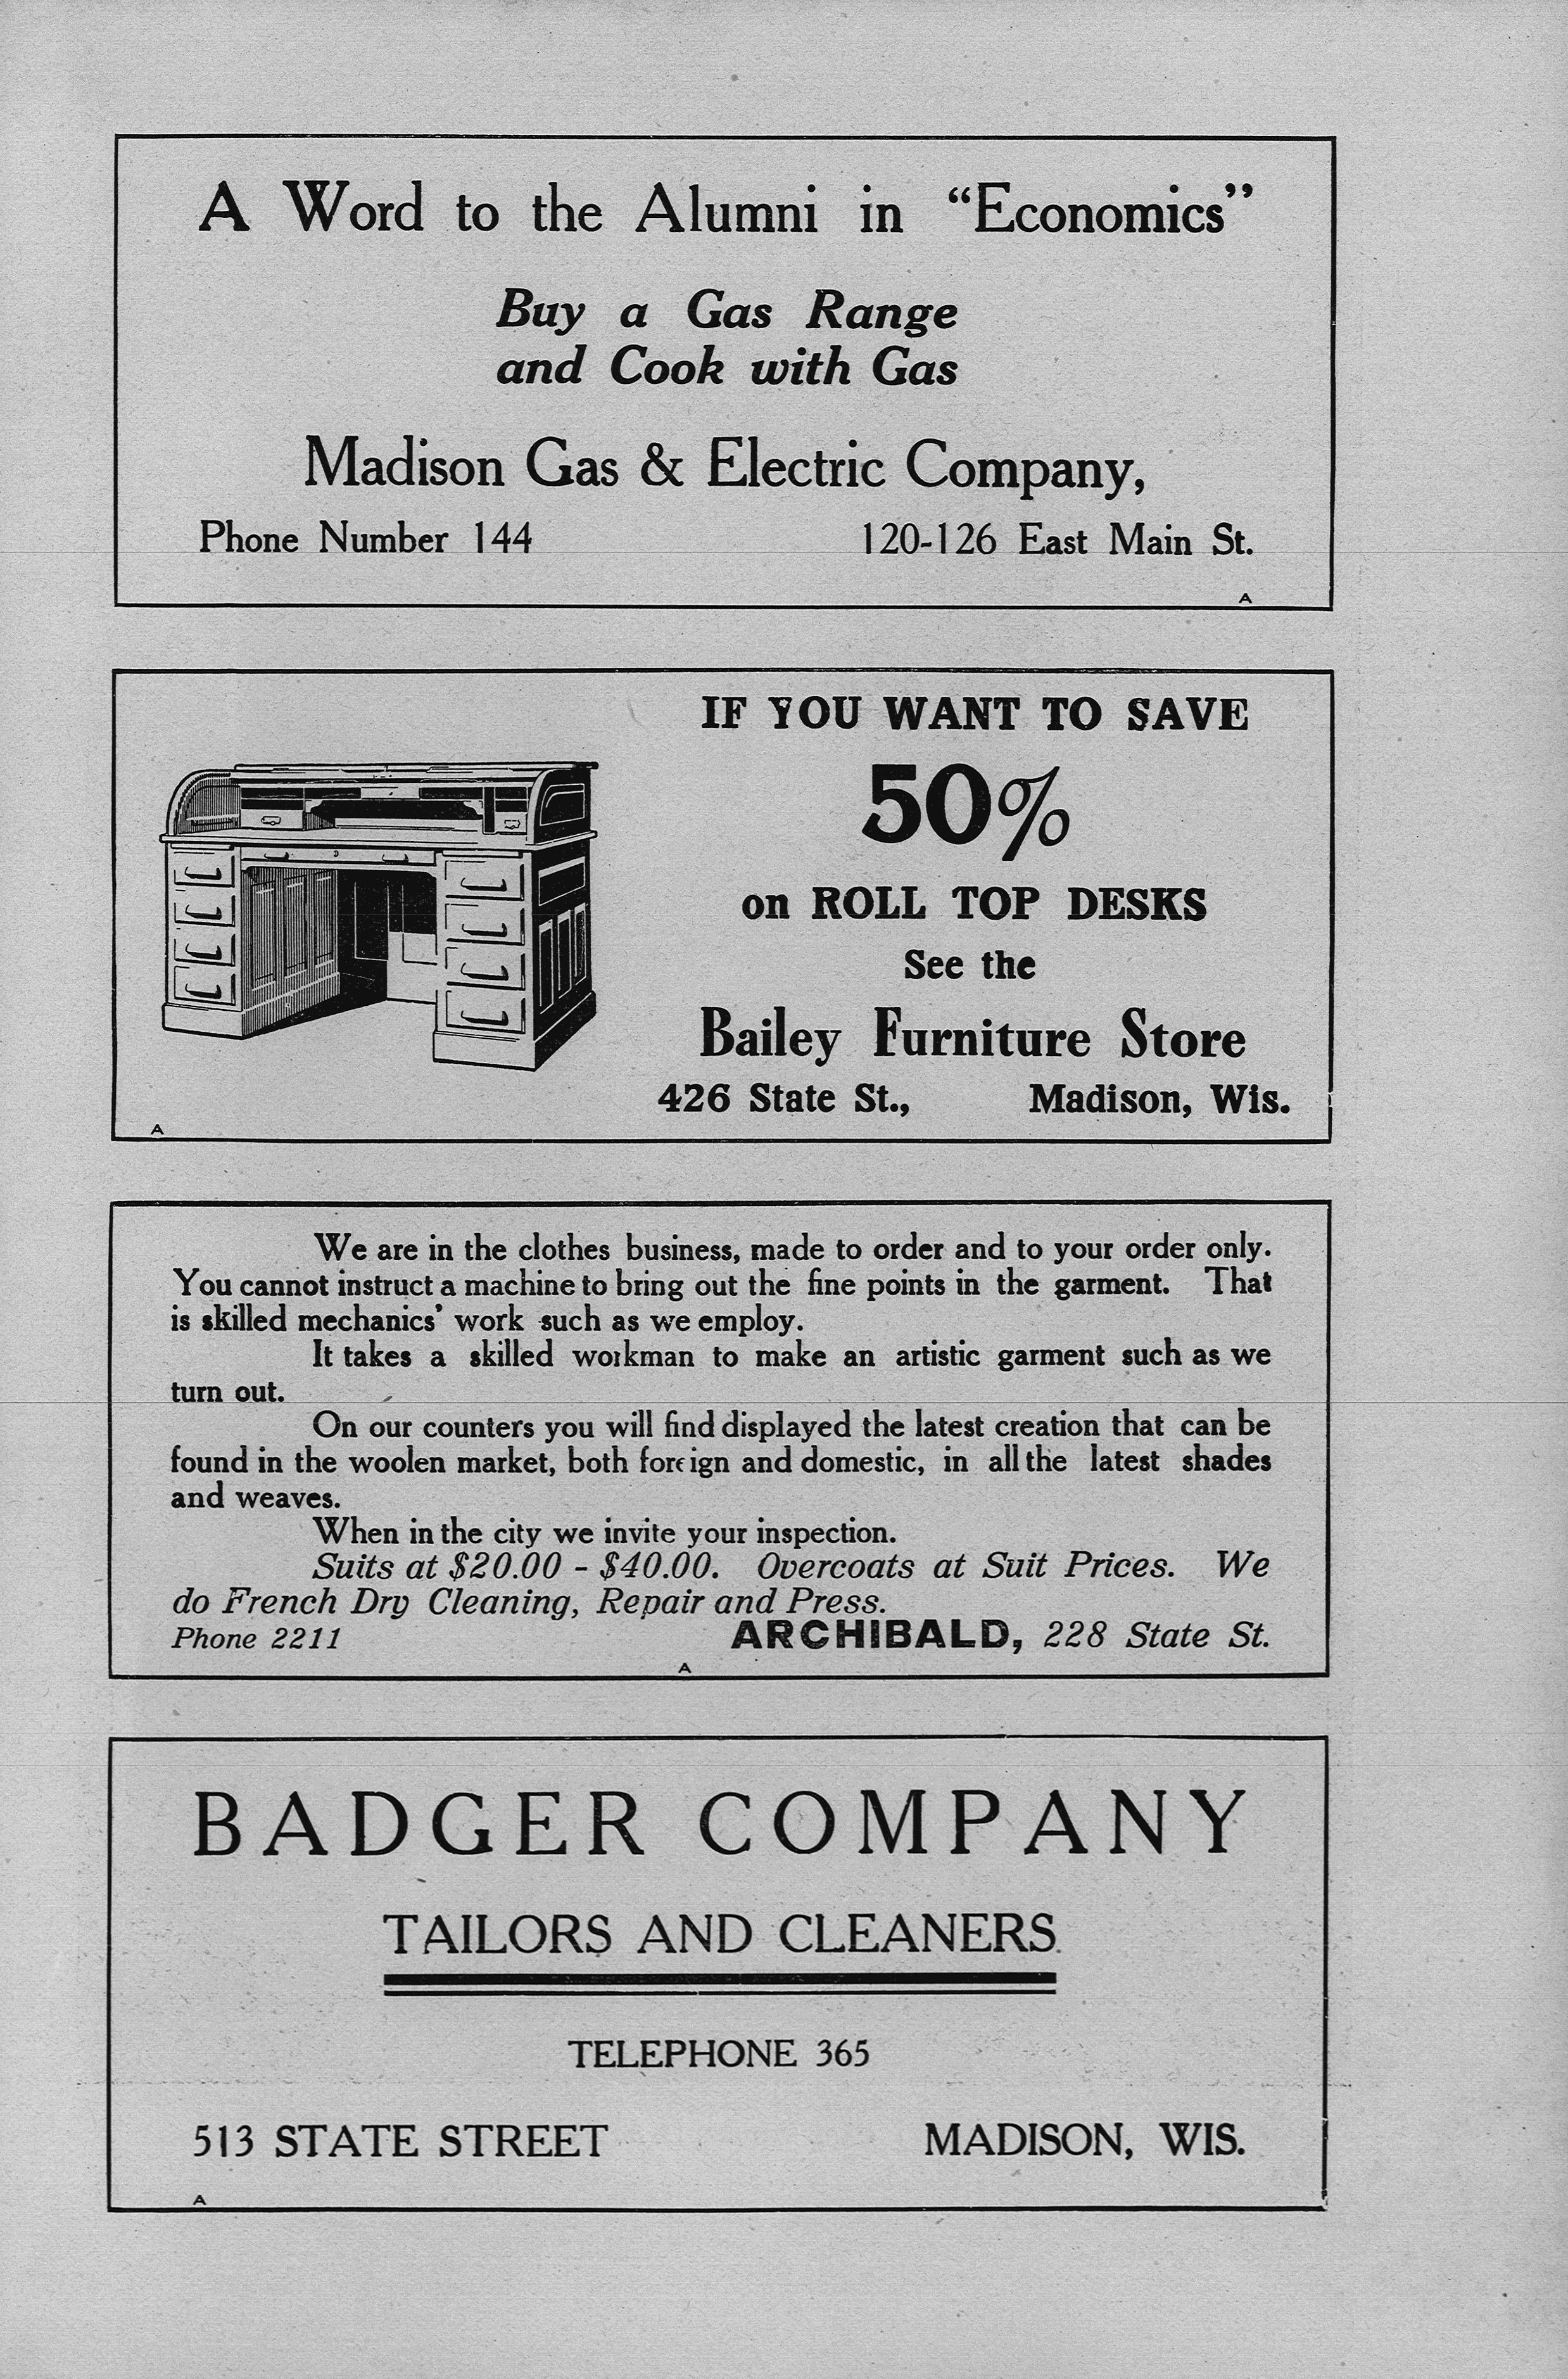 A Word to the Alumni in “Economics”
Buy a Gas Range
and Cook with Gas
Madison Gas & Electric Company,
Phone Number 144 120-126 East Main St.
A
IF YOU WANT TO SAVE
50%
on ROLL TOP DESKS
See the
Bailey Furniture Store
426 State St., Madison, Wis.
A
We are in the clothes business, made to order and to your order only.
You cannot instruct a machine to bring out the fine points in the garment. That
is skilled mechanics’ work such as we employ.
It takes a skilled workman to make an artistic garment such as we
turn out.
On our counters you will find displayed the latest creation that can be
found in the woolen market, both foreign and domestic, in all the latest shades
and weaves.
When in the city we invite your inspection.
Suits at $20.00 - $40.00. Overcoats at Suit Prices. We
do French Dry Cleaning, Repair and Press.
Phone 2211 ARCHIBALD, 228 State St.
A
BADGER COMPANY
TAILORS AND CLEANERS
TELEPHONE 365
513 STATE STREET MADISON, WIS.
A